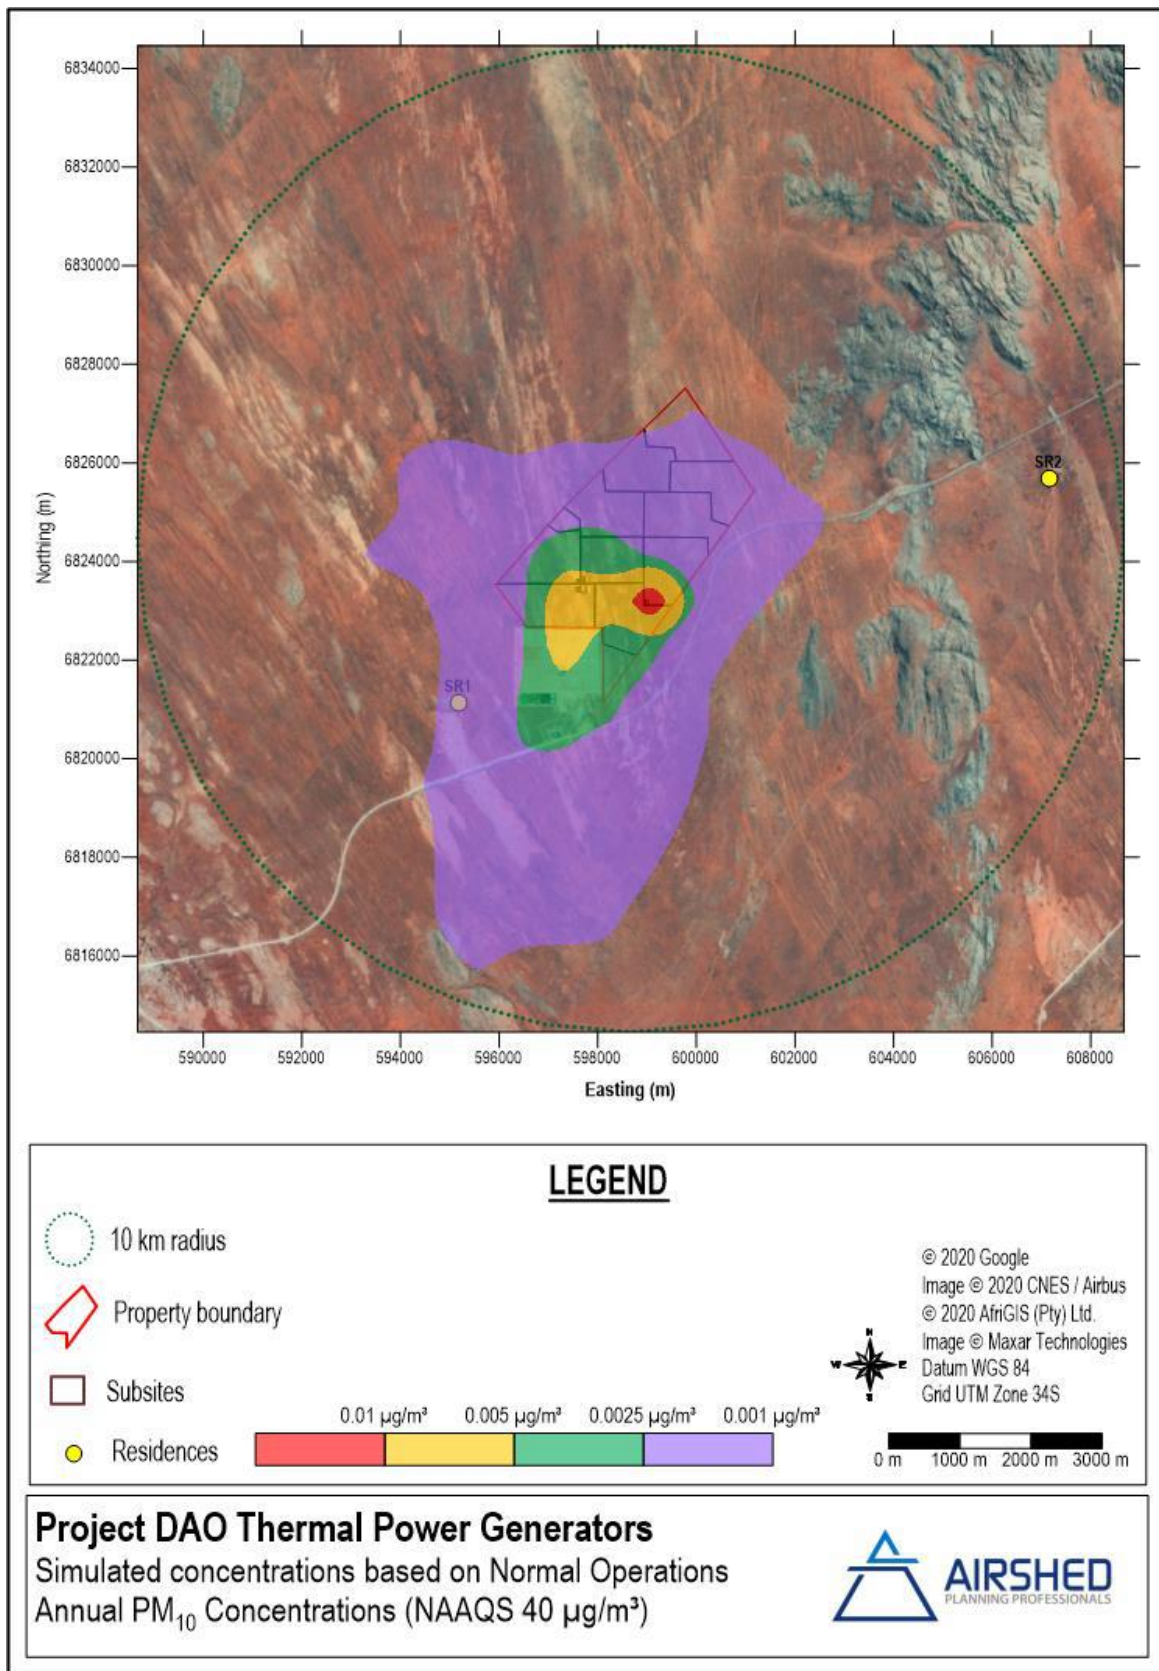 6834000
6832000
6830000
6828000
6826000
6824000
6822000
6820000
6818000
6816000
Northing (m)
SR2
SR1
590000 592000 594000 596000 598000 600000 602000 604000 606000 608000
Easting (m)
LEGEND
10 km radius
Property boundary
Subsites
Residences
0.01 µg/m³ 0.005 µg/m³ 0.0025 µg/m³ 0.001 µg/m³
© 2020 Google
Image © 2020 CNES / Airbus
© 2020 AfriGIS (Pty) Ltd.
Image © Maxar Technologies
Datum WGS 84
Grid UTM Zone 34S
N
W E
S
0 m 1000 m 2000 m 3000 m
Project DAO Thermal Power Generators
Simulated concentrations based on Normal Operations
Annual PM₁₀ Concentrations (NAAQS 40 µg/m³)
AIRSHED
PLANNING PROFESSIONALS